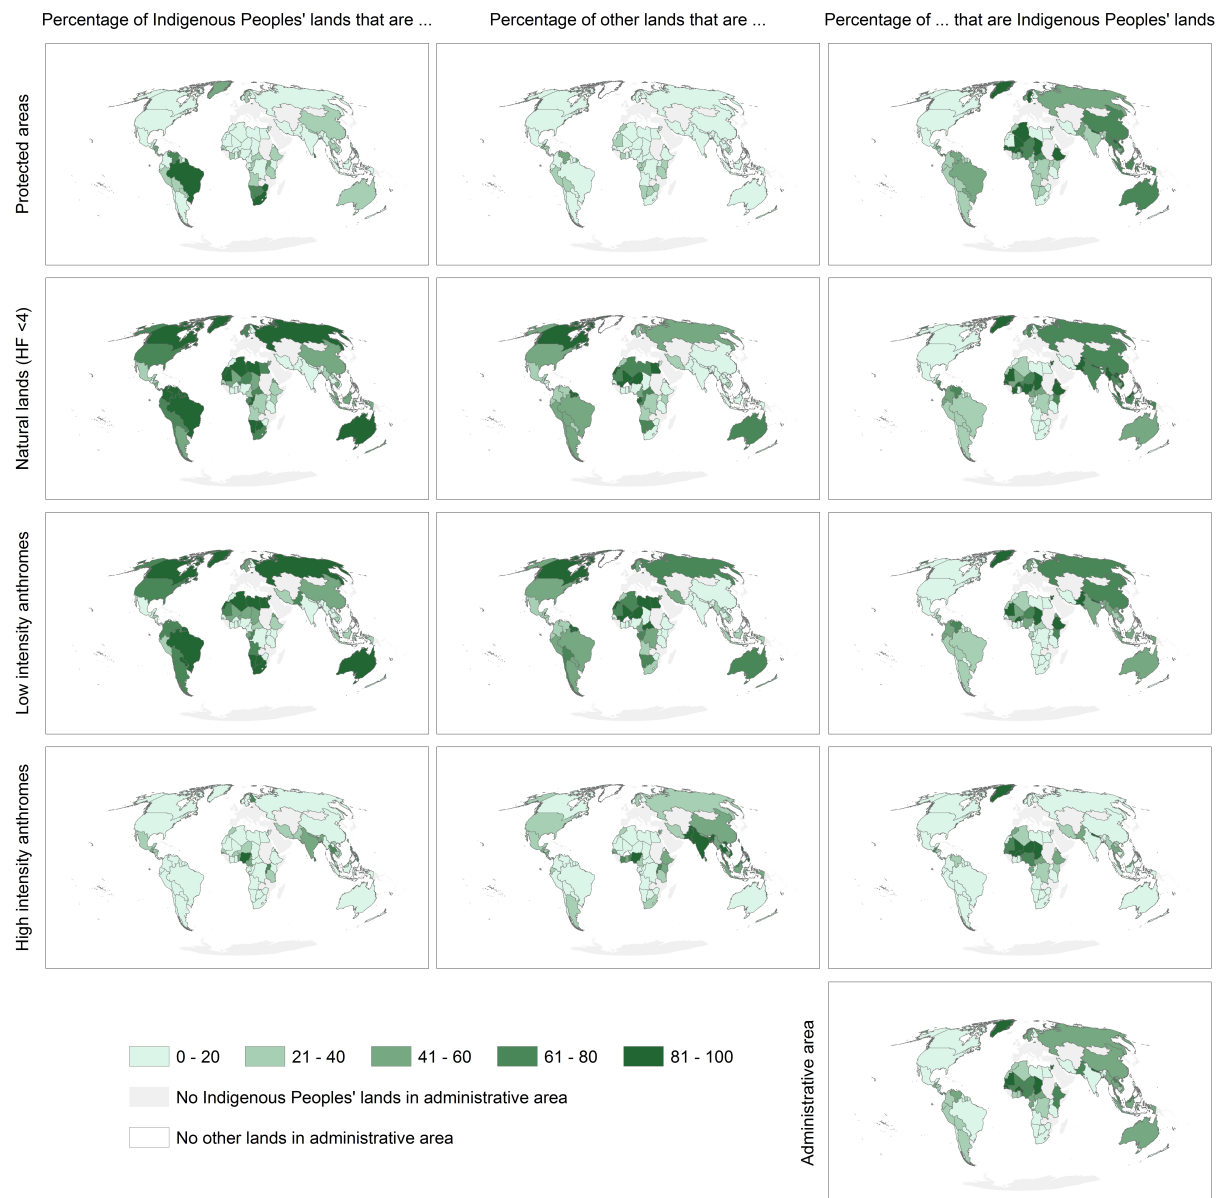 Percentage of Indigenous Peoples' lands that are ...
Percentage of other lands that are ...
Percentage of ... that are Indigenous Peoples' lands
Protected areas
Natural lands (HF <4)
Low intensity anthromes
High intensity anthromes
Administrative area
0 - 20
21 - 40
41 - 60
61 - 80
81 - 100
No Indigenous Peoples' lands in administrative area
No other lands in administrative area